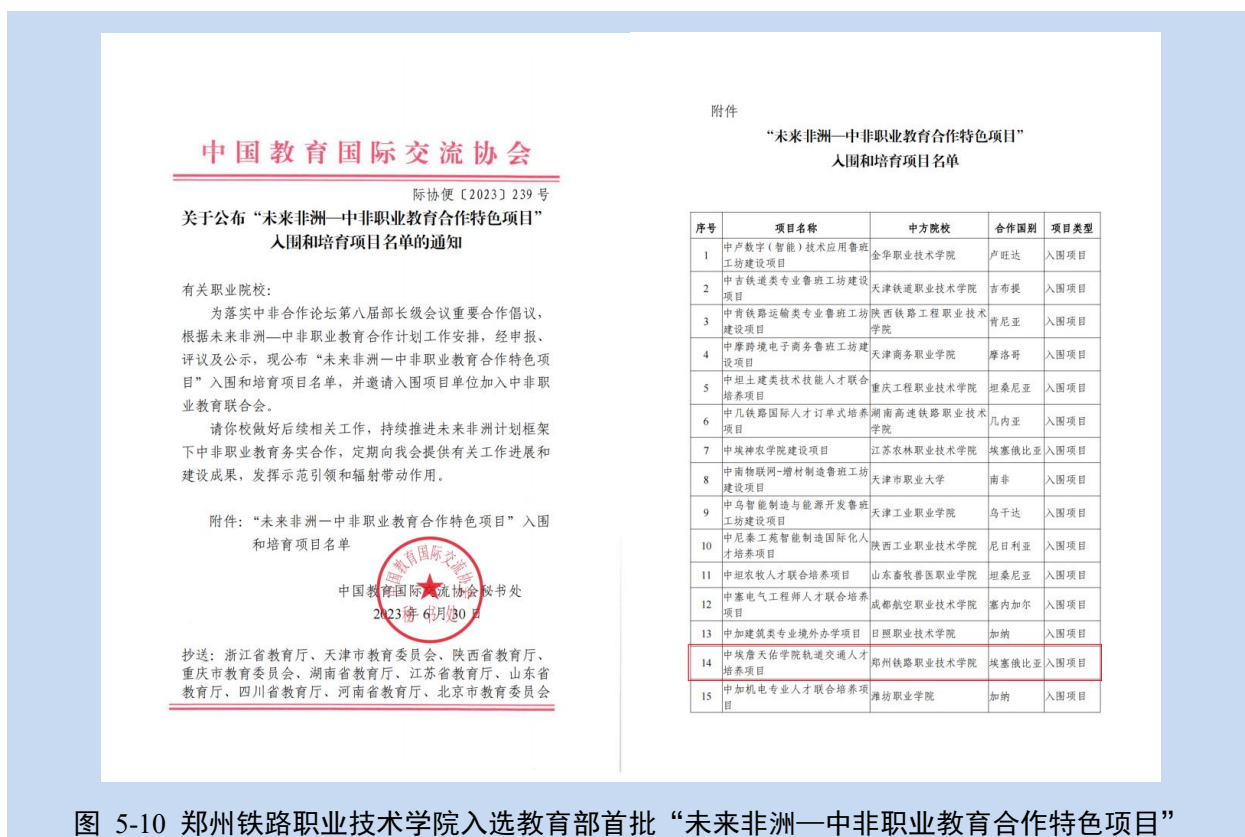 中国教育国际交流协会
际协便〔2023〕239 号
关于公布“未来非洲—中非职业教育合作特色项目”
入围和培育项目名单的通知
有关职业院校：
为落实中非合作论坛第八届部长级会议重要合作倡议，
根据未来非洲—中非职业教育合作计划工作安排，经申报、
评议及公示，现公布“未来非洲—中非职业教育合作特色项
目”入围和培育项目名单，并邀请入围项目单位加入中非职
业教育联合会。
请你校做好后续相关工作，持续推进未来非洲计划框架
下中非职业教育务实合作，定期向我会提供有关工作进展和
建设成果，发挥示范引领和辐射带动作用。
附件：“未来非洲—中非职业教育合作特色项目”入围
和培育项目名单
中国教育国际交流协会秘书处
2023 年 6 月 30 日
中国教育国际交流协会
秘书处
抄送：浙江省教育厅、天津市教育委员会、陕西省教育厅、
重庆市教育委员会、湖南省教育厅、江苏省教育厅、山东省
教育厅、四川省教育厅、河南省教育厅、北京市教育委员会
附件
“未来非洲—中非职业教育合作特色项目”
入围和培育项目名单
序号 项目名称 中方院校 合作国别 项目类型
1 中卢数字（智能）技术应用鲁班工坊建设项目 金华职业技术学院 卢旺达 入围项目
2 中吉铁道类专业鲁班工坊建设项目 天津铁道职业技术学院 吉布提 入围项目
3 中肯铁路运输类专业鲁班工坊建设项目 陕西铁路工程职业技术学院 肯尼亚 入围项目
4 中摩跨境电子商务鲁班工坊建设项目 天津商务职业学院 摩洛哥 入围项目
5 中坦土建类技术技能人才联合培养项目 重庆工程职业技术学院 坦桑尼亚 入围项目
6 中几铁路国际人才订单式培养项目 湖南高速铁路职业技术学院 几内亚 入围项目
7 中埃神农学院建设项目 江苏农林职业技术学院 埃塞俄比亚 入围项目
8 中南物联网-增材制造鲁班工坊建设项目 天津市职业大学 南非 入围项目
9 中乌智能制造与能源开发鲁班工坊建设项目 天津工业职业学院 乌干达 入围项目
10 中尼秦工苑智能制造国际化人才培养项目 陕西工业职业技术学院 尼日利亚 入围项目
11 中坦农牧人才联合培养项目 山东畜牧兽医职业学院 坦桑尼亚 入围项目
12 中塞电气工程师人才联合培养项目 成都航空职业技术学院 塞内加尔 入围项目
13 中加建筑类专业境外办学项目 日照职业技术学院 加纳 入围项目
14 中埃詹天佑学院轨道交通人才培养项目 郑州铁路职业技术学院 埃塞俄比亚 入围项目
15 中加机电专业人才联合培养项目 潍坊职业学院 加纳 入围项目
图 5-10 郑州铁路职业技术学院入选教育部首批“未来非洲—中非职业教育合作特色项目”